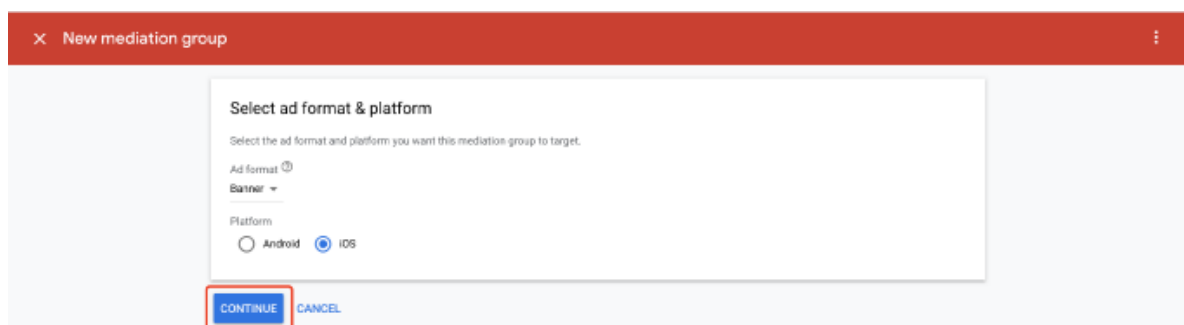 New mediation group
Select ad format & platform
Select the ad format and platform you want this mediation group to target.
Ad format
Banner
Platform
Android iOS
CONTINUE CANCEL